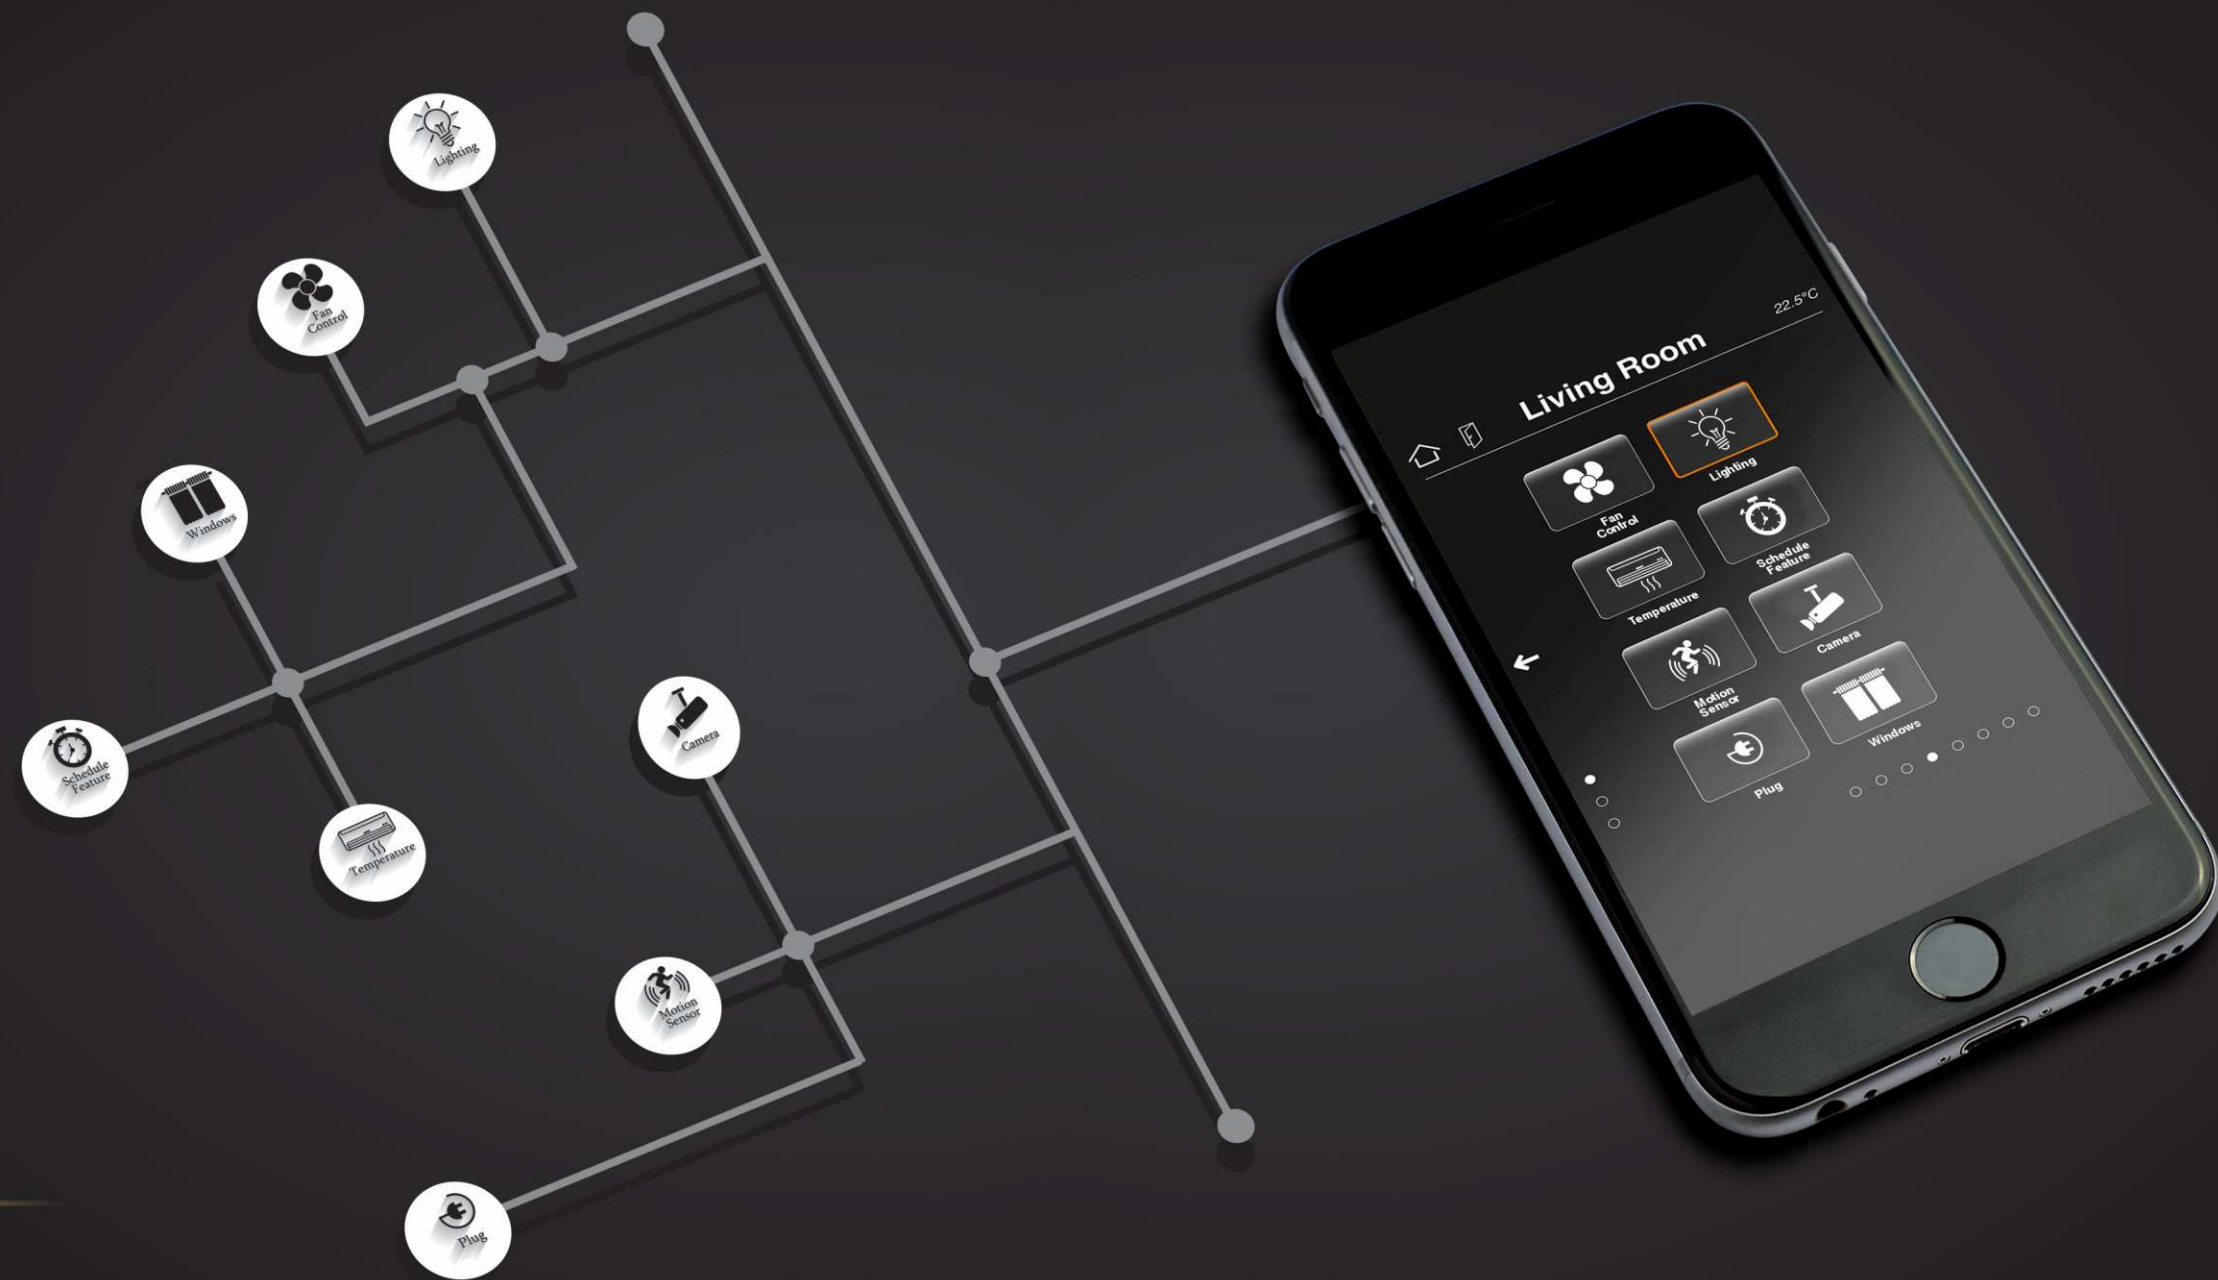 Lighting
Fan
Control
Windows
Schedule
Feature
Temperature
Camera
Motion
Sensor
Plug
22.5°C
Living Room
Fan
Control
Lighting
Temperature
Schedule
Feature
Motion
Sensor
Camera
Plug
Windows